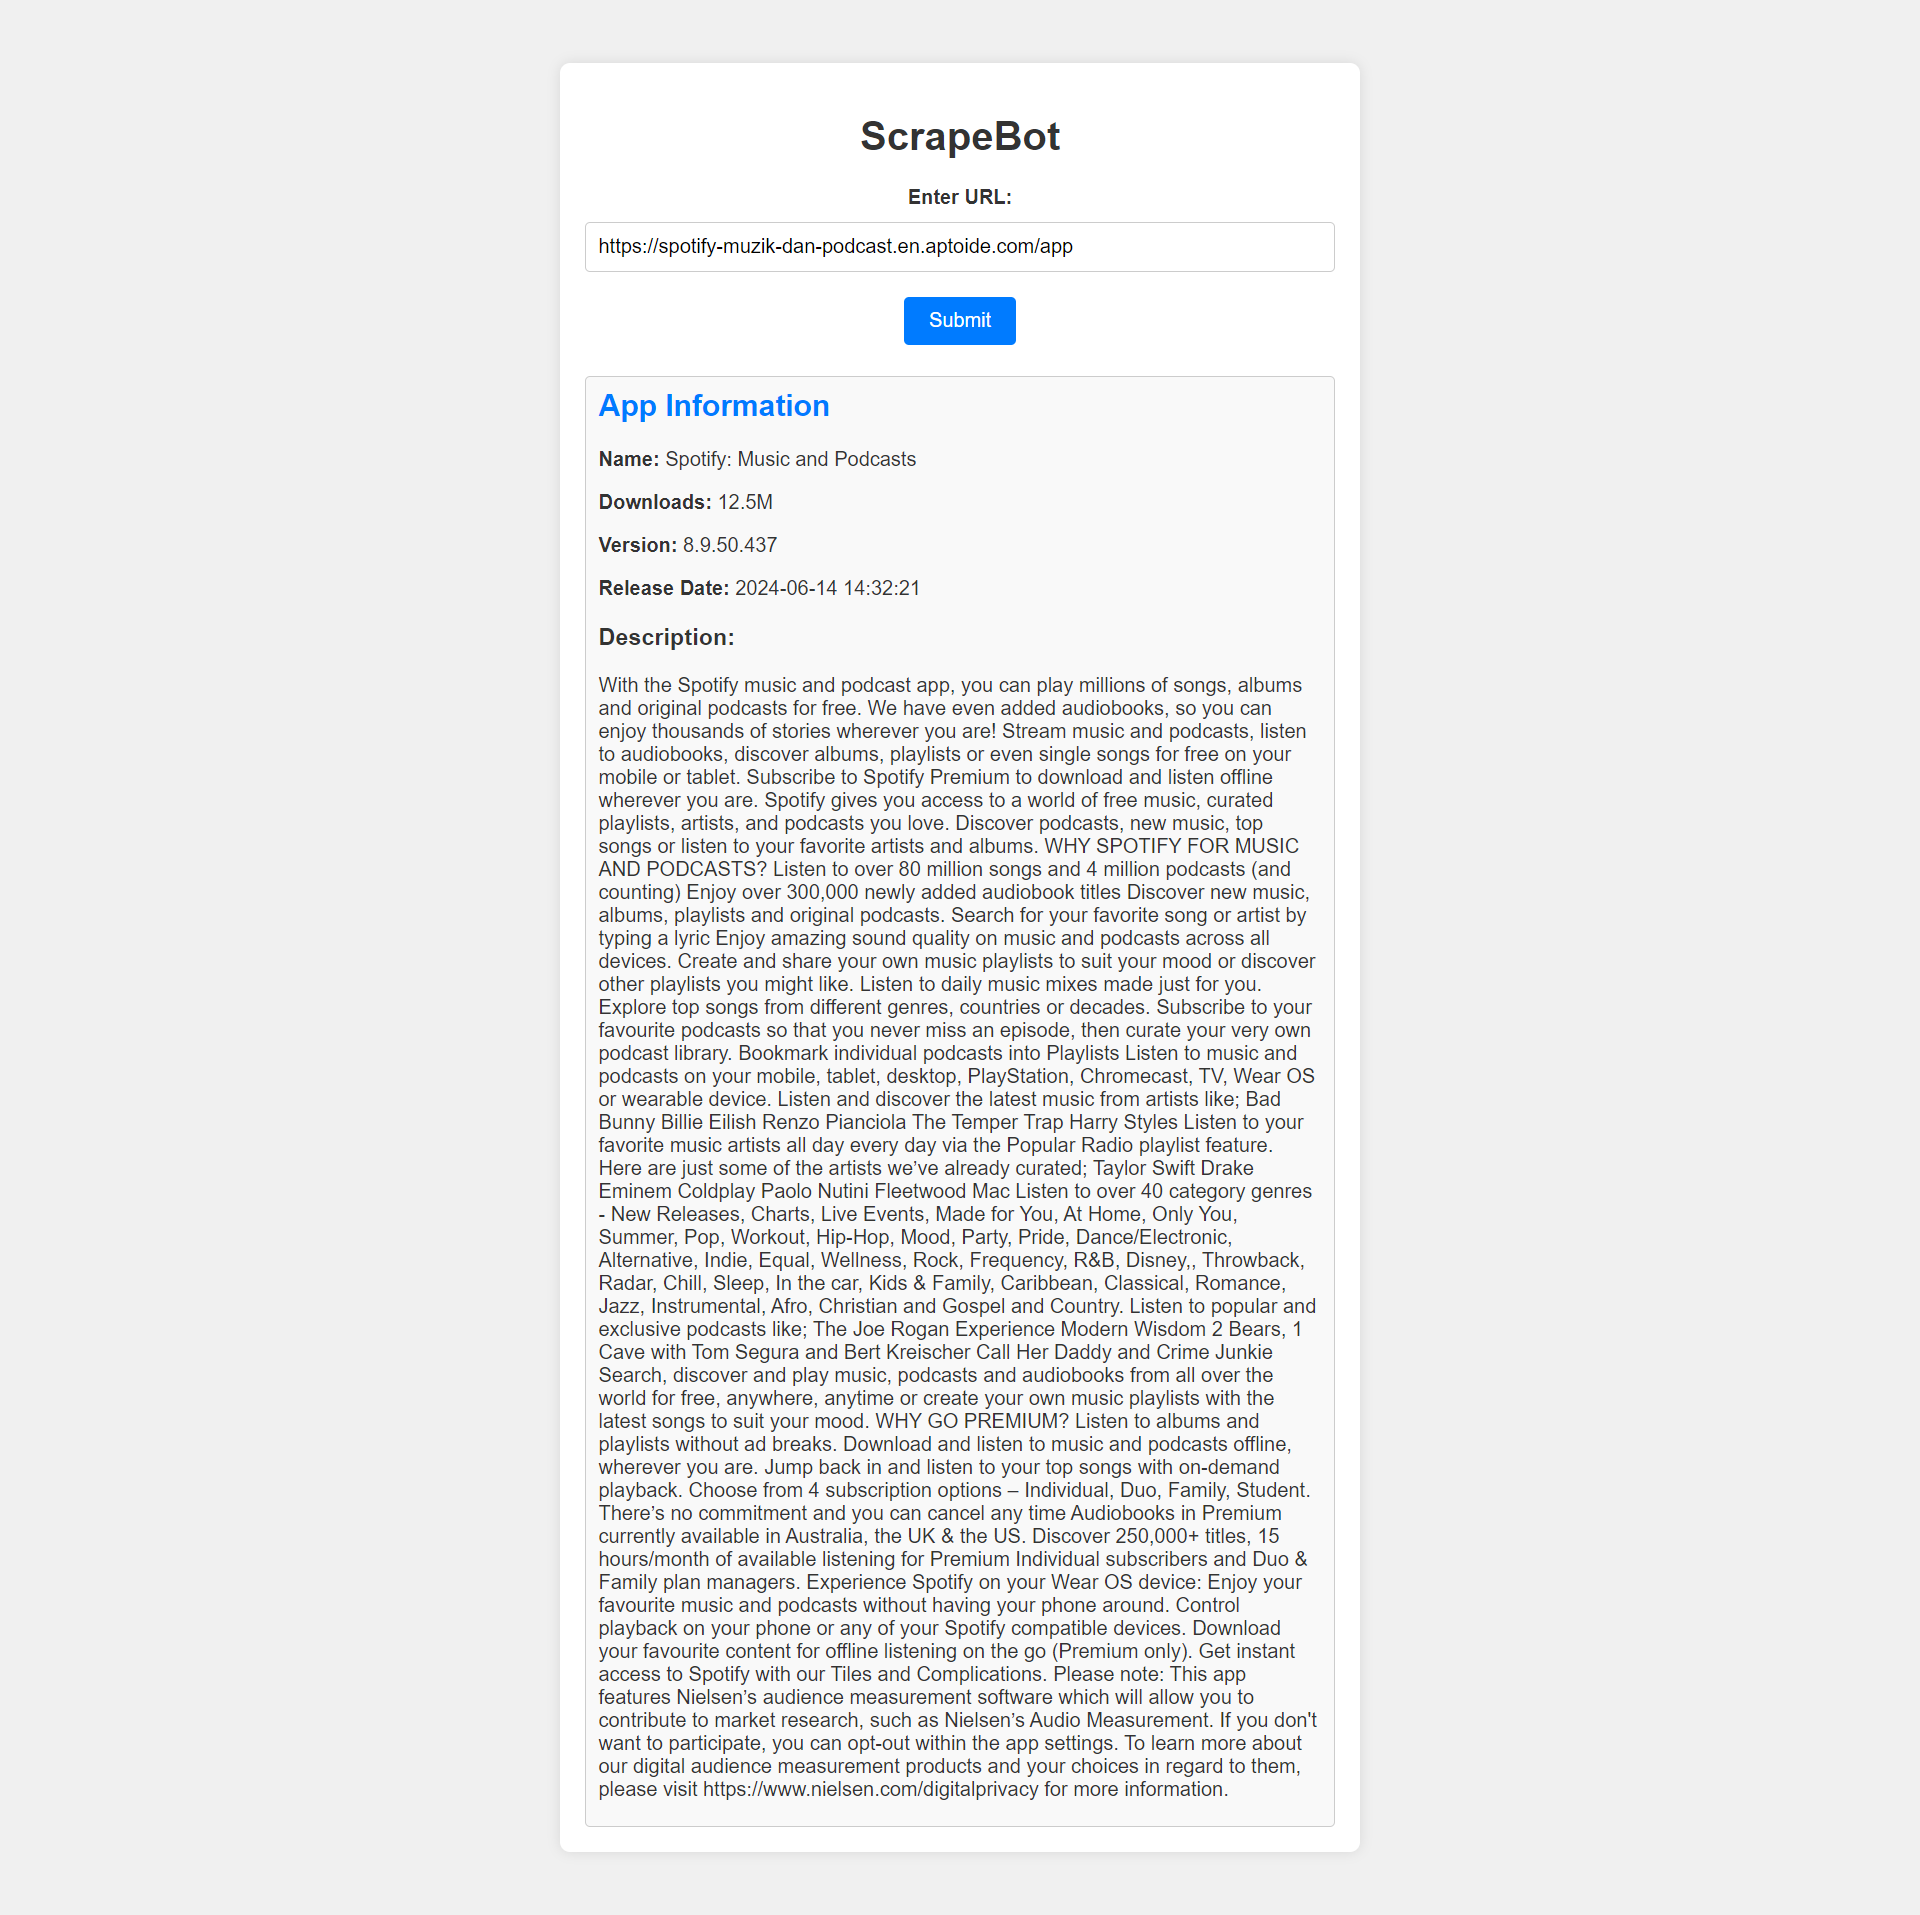 ScrapeBot
Enter URL:
https://spotify-muzik-dan-podcast.en.aptoide.com/app
Submit
App Information
Name: Spotify: Music and Podcasts
Downloads: 12.5M
Version: 8.9.50.437
Release Date: 2024-06-14 14:32:21
Description:
With the Spotify music and podcast app, you can play millions of songs, albums
and original podcasts for free. We have even added audiobooks, so you can
enjoy thousands of stories wherever you are! Stream music and podcasts, listen
to audiobooks, discover albums, playlists or even single songs for free on your
mobile or tablet. Subscribe to Spotify Premium to download and listen offline
wherever you are. Spotify gives you access to a world of free music, curated
playlists, artists, and podcasts you love. Discover podcasts, new music, top
songs or listen to your favorite artists and albums. WHY SPOTIFY FOR MUSIC
AND PODCASTS? Listen to over 80 million songs and 4 million podcasts (and
counting) Enjoy over 300,000 newly added audiobook titles Discover new music,
albums, playlists and original podcasts. Search for your favorite song or artist by
typing a lyric Enjoy amazing sound quality on music and podcasts across all
devices. Create and share your own music playlists to suit your mood or discover
other playlists you might like. Listen to daily music mixes made just for you.
Explore top songs from different genres, countries or decades. Subscribe to your
favourite podcasts so that you never miss an episode, then curate your very own
podcast library. Bookmark individual podcasts into Playlists Listen to music and
podcasts on your mobile, tablet, desktop, PlayStation, Chromecast, TV, Wear OS
or wearable device. Listen and discover the latest music from artists like; Bad
Bunny Billie Eilish Renzo Pianciola The Temper Trap Harry Styles Listen to your
favorite music artists all day every day via the Popular Radio playlist feature.
Here are just some of the artists we’ve already curated; Taylor Swift Drake
Eminem Coldplay Paolo Nutini Fleetwood Mac Listen to over 40 category genres
- New Releases, Charts, Live Events, Made for You, At Home, Only You,
Summer, Pop, Workout, Hip-Hop, Mood, Party, Pride, Dance/Electronic,
Alternative, Indie, Equal, Wellness, Rock, Frequency, R&B, Disney,, Throwback,
Radar, Chill, Sleep, In the car, Kids & Family, Caribbean, Classical, Romance,
Jazz, Instrumental, Afro, Christian and Gospel and Country. Listen to popular and
exclusive podcasts like; The Joe Rogan Experience Modern Wisdom 2 Bears, 1
Cave with Tom Segura and Bert Kreischer Call Her Daddy and Crime Junkie
Search, discover and play music, podcasts and audiobooks from all over the
world for free, anywhere, anytime or create your own music playlists with the
latest songs to suit your mood. WHY GO PREMIUM? Listen to albums and
playlists without ad breaks. Download and listen to music and podcasts offline,
wherever you are. Jump back in and listen to your top songs with on-demand
playback. Choose from 4 subscription options – Individual, Duo, Family, Student.
There’s no commitment and you can cancel any time Audiobooks in Premium
currently available in Australia, the UK & the US. Discover 250,000+ titles, 15
hours/month of available listening for Premium Individual subscribers and Duo &
Family plan managers. Experience Spotify on your Wear OS device: Enjoy your
favourite music and podcasts without having your phone around. Control
playback on your phone or any of your Spotify compatible devices. Download
your favourite content for offline listening on the go (Premium only). Get instant
access to Spotify with our Tiles and Complications. Please note: This app
features Nielsen’s audience measurement software which will allow you to
contribute to market research, such as Nielsen’s Audio Measurement. If you don't
want to participate, you can opt-out within the app settings. To learn more about
our digital audience measurement products and your choices in regard to them,
please visit https://www.nielsen.com/digitalprivacy for more information.